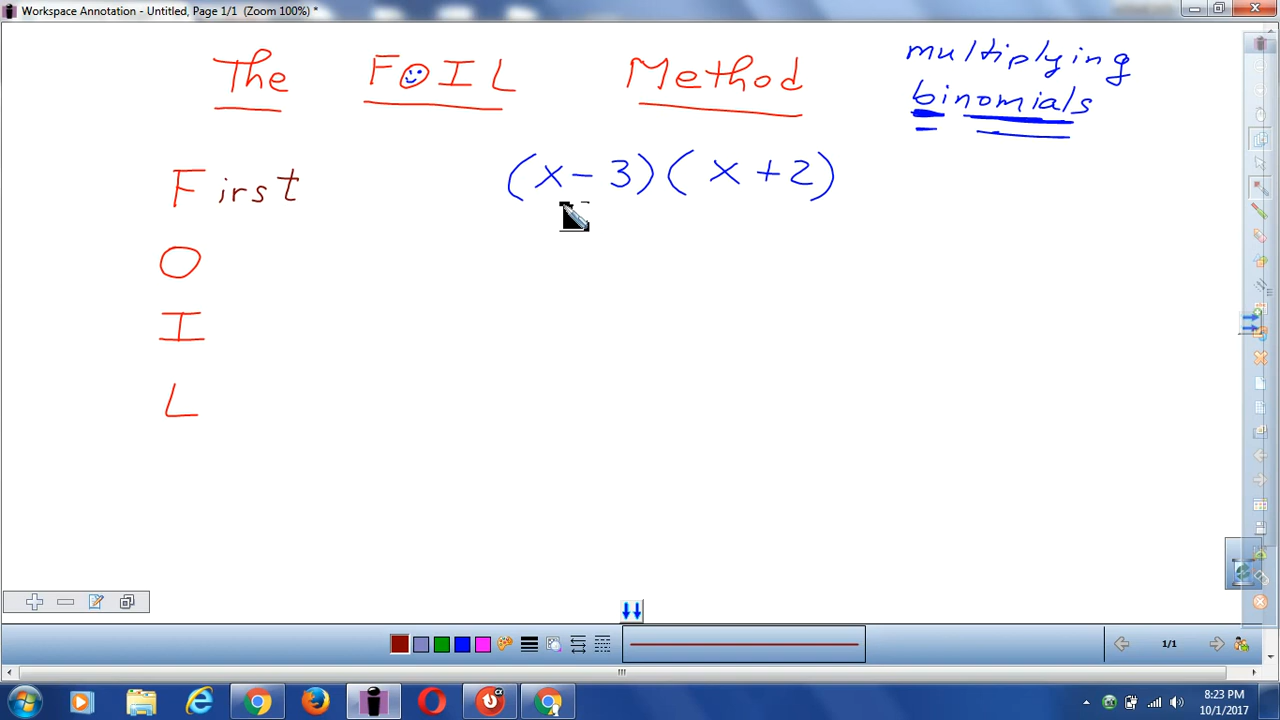 Workspace Annotation - Untitled, Page 1/1 (Zoom 100%) *
The FOIL Method
multiplying
binomials
First
(x-3)(x+2)
O
I
L
1/1
8:23 PM
10/1/2017